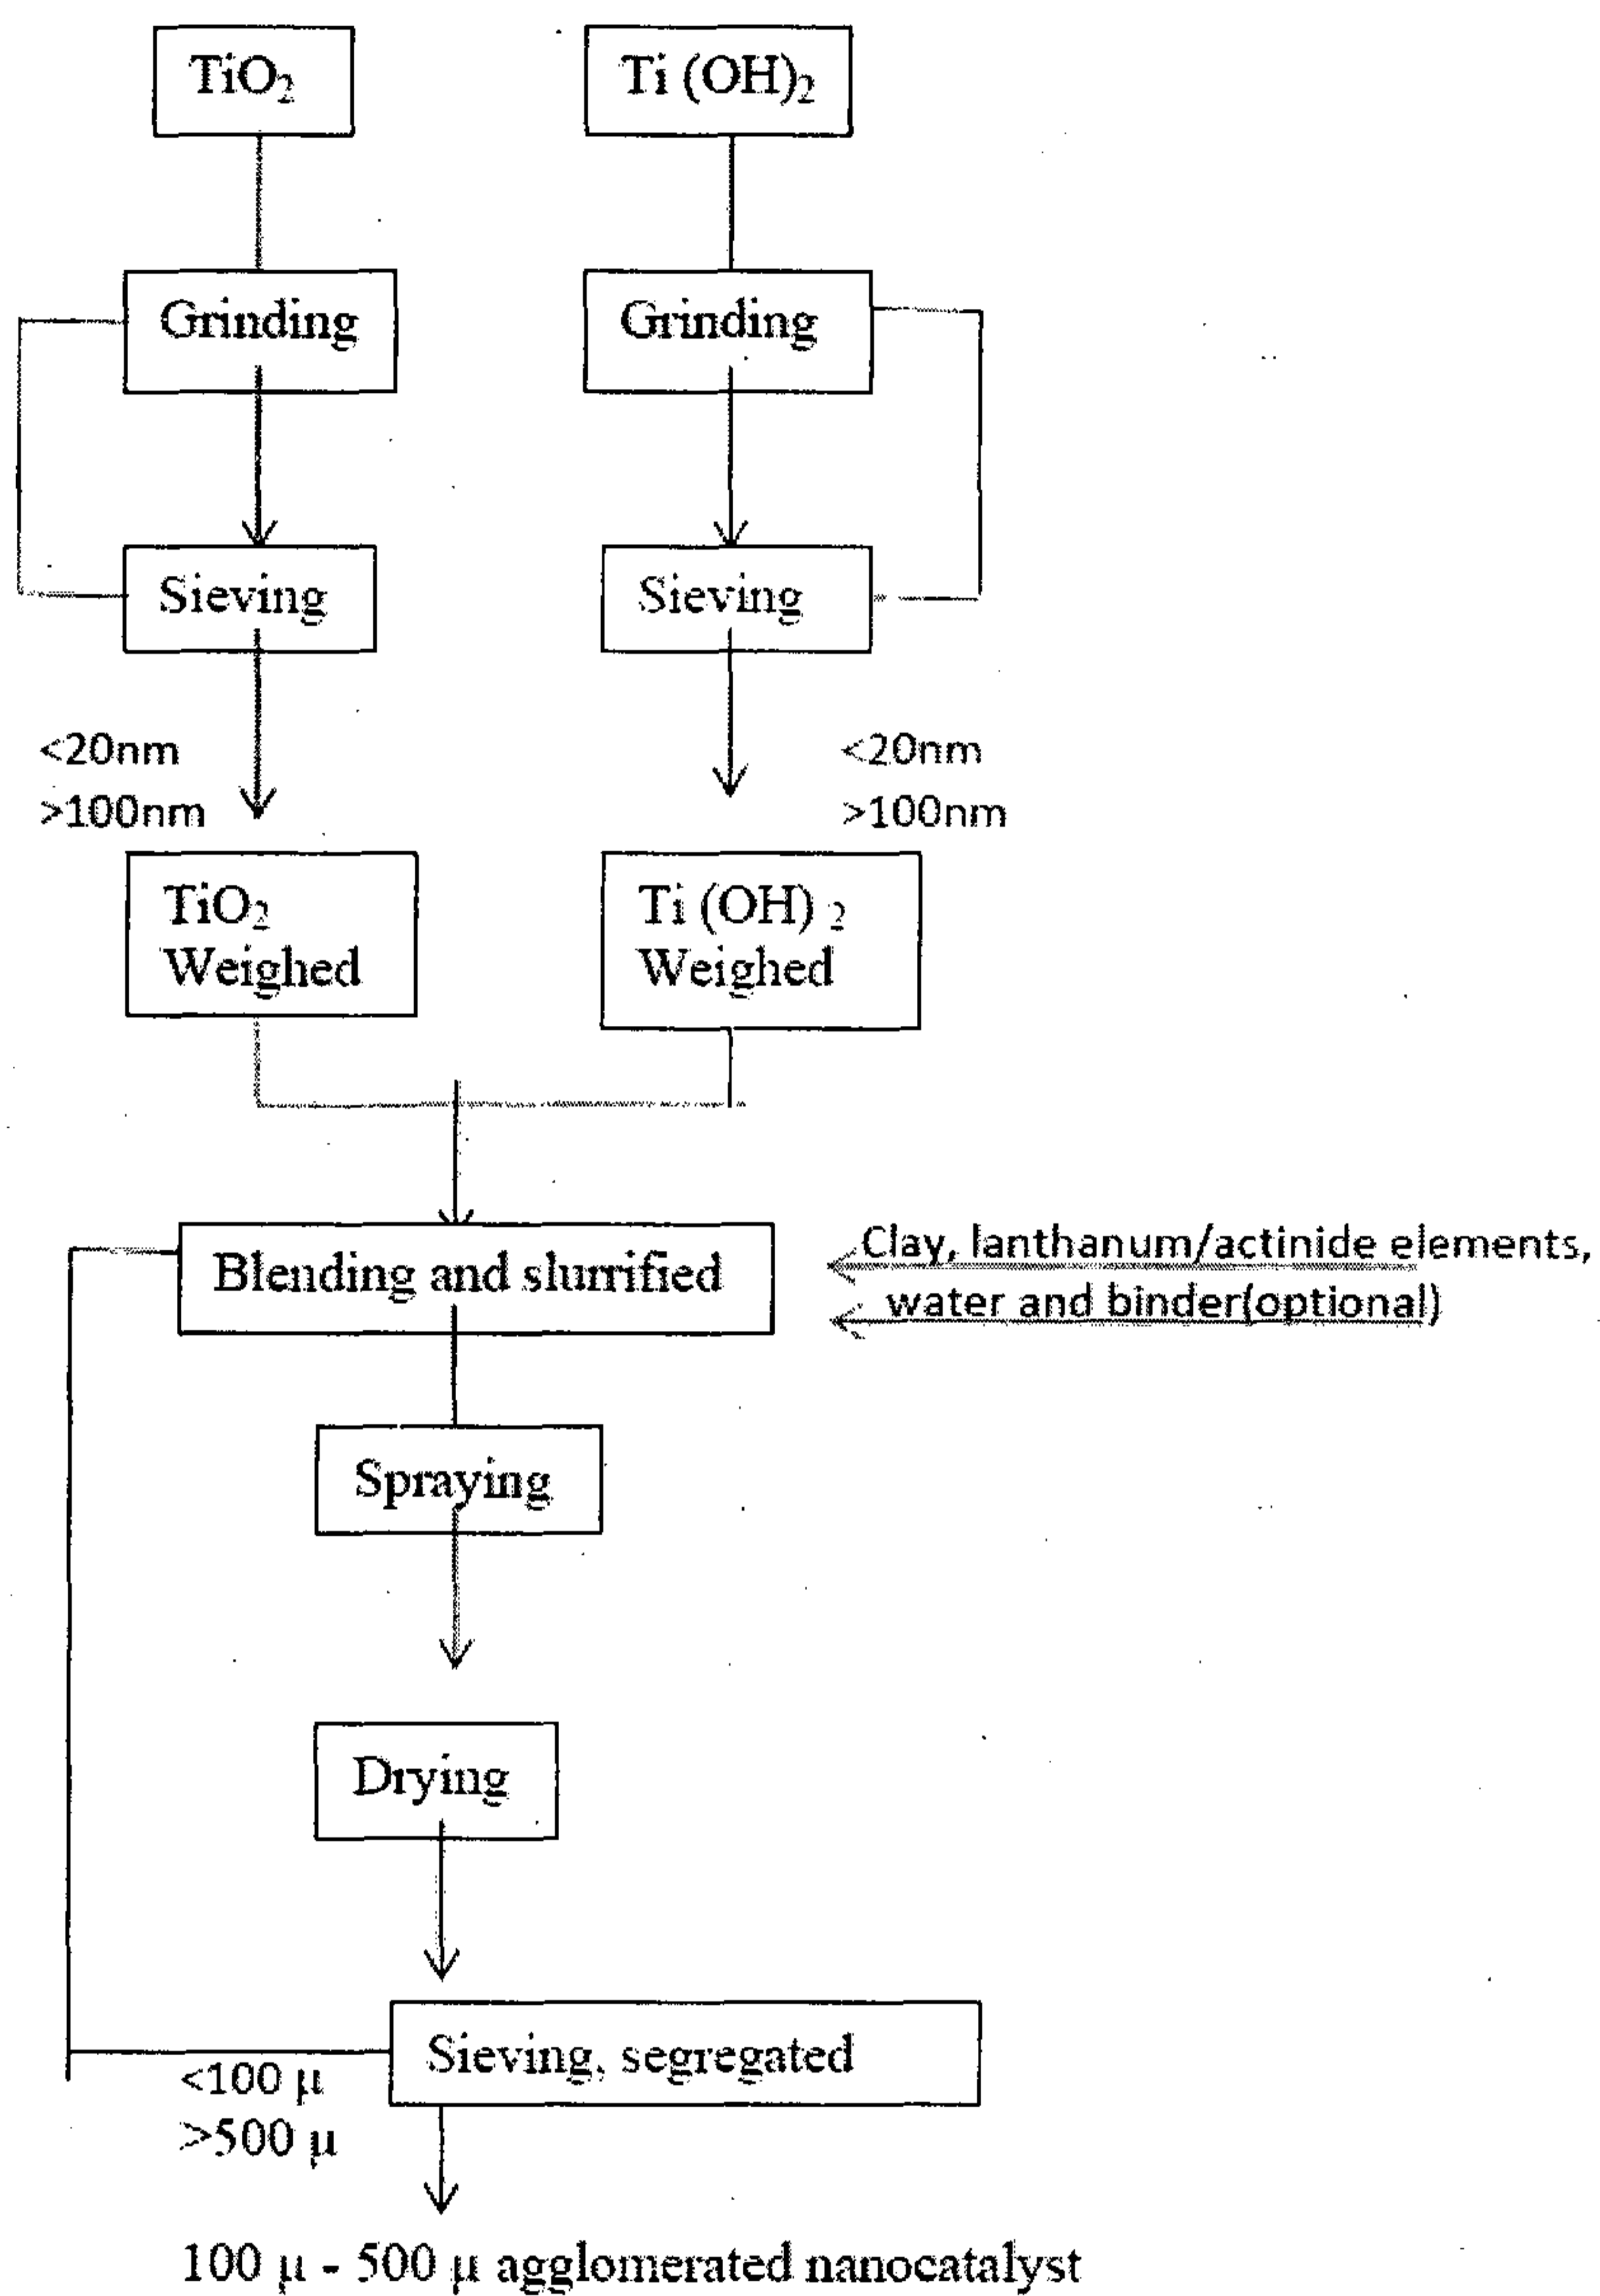 TiO₂
Ti (OH)₂
Grinding
Grinding
Sieving
Sieving
<20nm
>100nm
<20nm
>100nm
TiO₂
Weighed
Ti (OH) ₂
Weighed
Blending and slurrified
Clay, lanthanum/actinide elements,
water and binder(optional)
Spraying
Drying
Sieving, segregated
<100 μ
>500 μ
100 μ - 500 μ agglomerated nanocatalyst